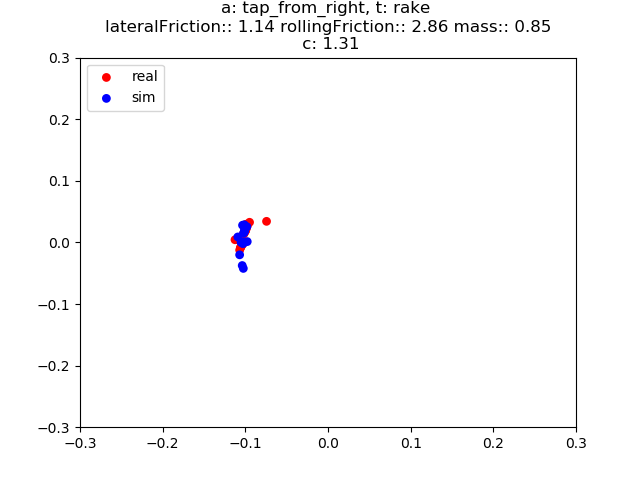 a: tap_from_right, t: rake
lateralFriction:: 1.14 rollingFriction:: 2.86 mass:: 0.85
c: 1.31
real
sim
0.3
0.2
0.1
0.0
−0.1
−0.2
−0.3
−0.3 −0.2 −0.1 0.0 0.1 0.2 0.3